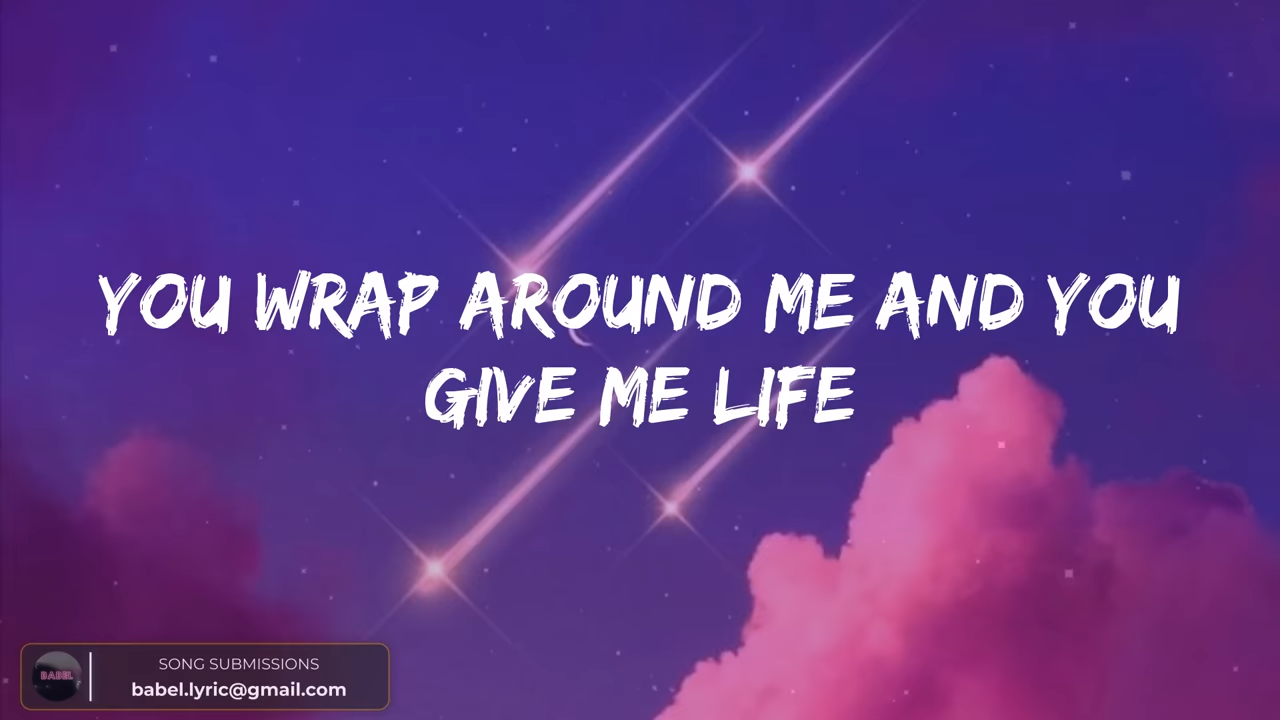 YOU WRAP AROUND ME AND YOU
GIVE ME LIFE
BABEL
SONG SUBMISSIONS
babel.lyric@gmail.com